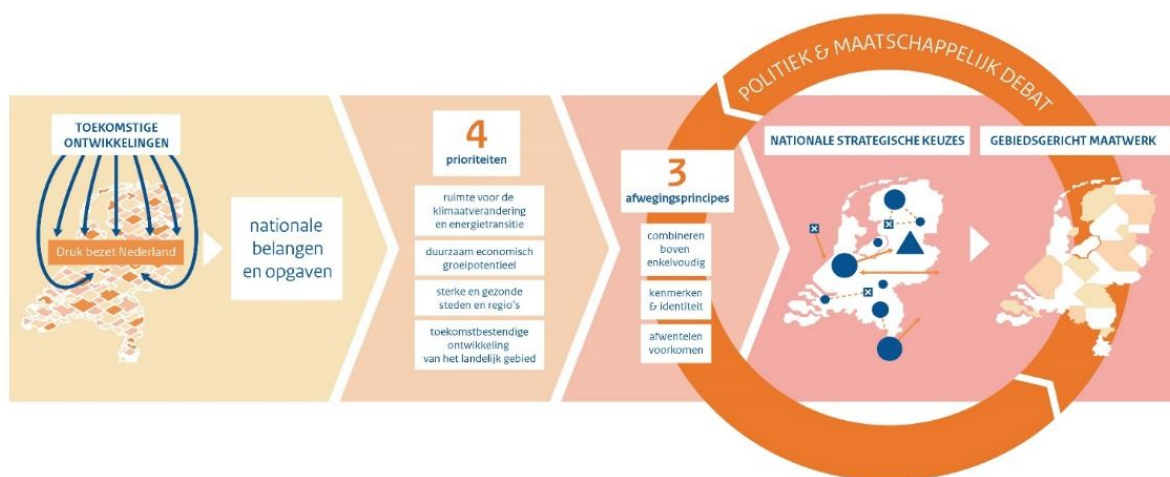 POLITIEK & MAATSCHAPPELIJK DEBAT
TOEKOMSTIGE
ONTWIKKELINGEN
Druk bezet Nederland
nationale
belangen
en opgaven
4
prioriteiten
ruimte voor de
klimaatverandering
en energietransitie
duurzaam economisch
groeipotentieel
sterke en gezonde
steden en regio's
toekomstbestendige
ontwikkeling
van het landelijk gebied
3
afwegingsprincipes
combineren
boven
enkelvoudig
kenmerken
& identiteit
afwentelen
voorkomen
NATIONALE STRATEGISCHE KEUZES
GEBIEDSGERICHT MAATWERK